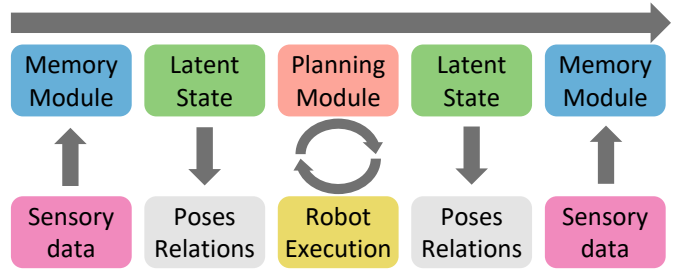 Memory
Module
Latent
State
Planning
Module
Latent
State
Memory
Module
Sensory
data
Poses
Relations
Robot
Execution
Poses
Relations
Sensory
data